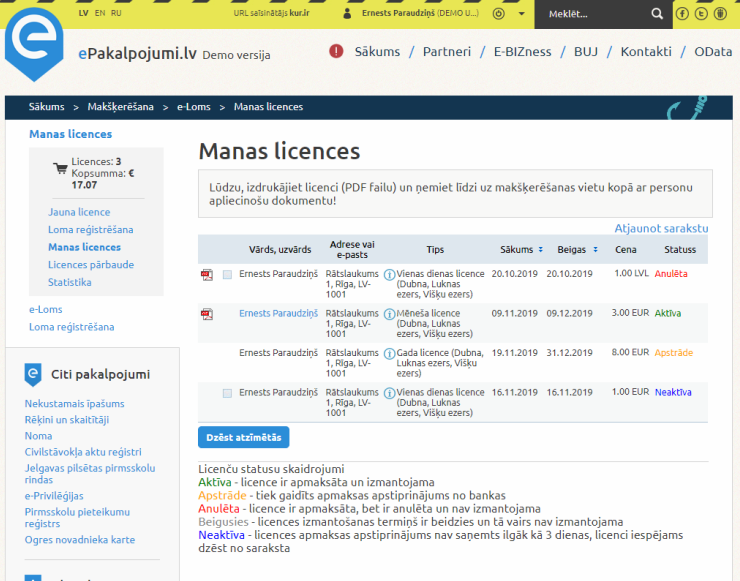 LV EN RU
URL saīsinātājs kur.ir
Ernests Paraudziņš (DEMO U...)
Meklēt...
ePakalpojumi.lv Demo versija
Sākums / Partneri / E-BIZness / BUJ / Kontakti / OData
Sākums > Makšķerēšana > e-Loms > Manas licences
Manas licences
Licences: 3
Kopsumma: €
17.07
Jauna licence
Loma reģistrēšana
Manas licences
Licences pārbaude
Statistika
e-Loms
Loma reģistrēšana
Citi pakalpojumi
Nekustamais īpašums
Rēķini un skaitītāji
Noma
Civilstāvokļa aktu reģistri
Jelgavas pilsētas pirmsskolu
rindas
e-Privilēģijas
Pirmsskolu pieteikumu
reģistrs
Ogres novadnieka karte
Manas licences
Lūdzu, izdrukājiet licenci (PDF failu) un ņemiet līdzi uz makšķerēšanas vietu kopā ar personu
apliecinošu dokumentu!
Atjaunot sarakstu
Vārds, uzvārds Adrese vai e-pasts Tips Sākums Beigas Cena Statuss
Ernests Paraudziņš Rātslaukums Vienas dienas licence 20.10.2019 20.10.2019 1.00 LVL Anulēta
1, Rīga, LV- (Dubna, Luknas
1001 ezers, Višķu ezers)
Ernests Paraudziņš Rātslaukums Mēneša licence 09.11.2019 09.12.2019 3.00 EUR Aktīva
1, Rīga, LV- (Dubna, Luknas
1001 ezers, Višķu ezers)
Ernests Paraudziņš Rātslaukums Gada licence (Dubna, 19.11.2019 31.12.2019 8.00 EUR Apstrāde
1, Rīga, LV- Luknas ezers, Višķu
1001 ezers)
Ernests Paraudziņš Rātslaukums Vienas dienas licence 16.11.2019 16.11.2019 1.00 EUR Neaktīva
1, Rīga, LV- (Dubna, Luknas
1001 ezers, Višķu ezers)
Dzēst atzīmētās
Licenču statusu skaidrojumi
Aktīva - licence ir apmaksāta un izmantojama
Apstrāde - tiek gaidīts apmaksas apstiprinājums no bankas
Anulēta - licence ir apmaksāta, bet ir anulēta un nav izmantojama
Beigusies - licences izmantošanas termiņš ir beidzies un tā vairs nav izmantojama
Neaktīva - licences apmaksas apstiprinājums nav saņemts ilgāk kā 3 dienas, licenci iespējams
dzēst no saraksta